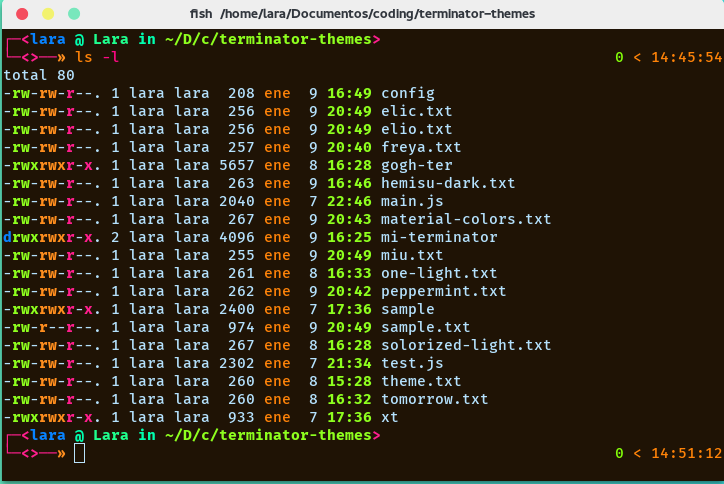 fish /home/lara/Documentos/coding/terminator-themes
<lara @ Lara in ~/D/c/terminator-themes>
<>──» ls -l 0 < 14:45:54
total 80
-rw-rw-r--. 1 lara lara 208 ene 9 16:49 config
-rw-rw-r--. 1 lara lara 256 ene 9 20:49 elic.txt
-rw-rw-r--. 1 lara lara 256 ene 9 20:49 elio.txt
-rw-rw-r--. 1 lara lara 257 ene 9 20:40 freya.txt
-rwxrwxr-x. 1 lara lara 5657 ene 8 16:28 gogh-ter
-rw-rw-r--. 1 lara lara 263 ene 9 16:46 hemisu-dark.txt
-rw-rw-r--. 1 lara lara 2040 ene 7 22:46 main.js
-rw-rw-r--. 1 lara lara 267 ene 9 20:43 material-colors.txt
drwxrwxr-x. 2 lara lara 4096 ene 9 16:25 mi-terminator
-rw-rw-r--. 1 lara lara 255 ene 9 20:49 miu.txt
-rw-rw-r--. 1 lara lara 261 ene 8 16:33 one-light.txt
-rw-rw-r--. 1 lara lara 262 ene 9 20:42 peppermint.txt
-rwxrwxr-x. 1 lara lara 2400 ene 7 17:36 sample
-rw-r--r--. 1 lara lara 974 ene 9 20:49 sample.txt
-rw-rw-r--. 1 lara lara 267 ene 8 16:28 solorized-light.txt
-rw-rw-r--. 1 lara lara 2302 ene 7 21:34 test.js
-rw-rw-r--. 1 lara lara 260 ene 8 15:28 theme.txt
-rw-rw-r--. 1 lara lara 260 ene 8 16:32 tomorrow.txt
-rwxrwxr-x. 1 lara lara 933 ene 7 17:36 xt
<lara @ Lara in ~/D/c/terminator-themes>
<>──» 0 < 14:51:12